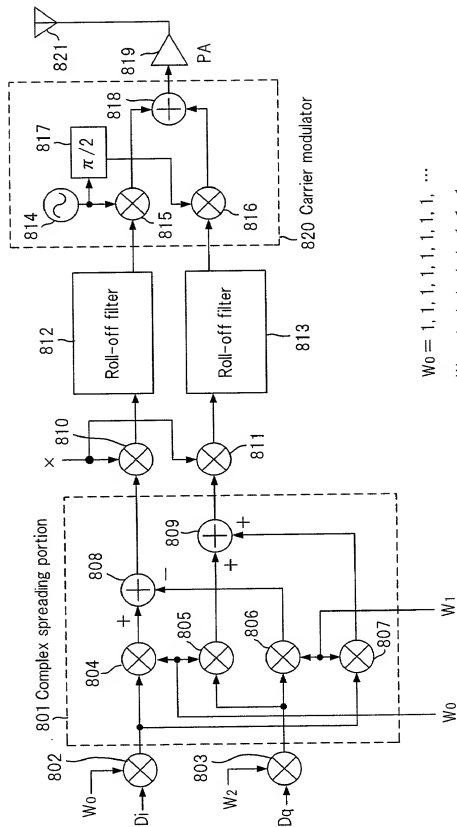 821
819
PA
817
π/2
818
814
815
816
820 Carrier modulator
812
Roll-off filter
813
Roll-off filter
×
810
811
801 Complex spreading portion
808
+
−
809
+
+
804
805
806
807
W0
802
Di
W2
803
Dq
W0
W1
W0 = 1, 1, 1, 1, 1, 1, 1, 1, ...